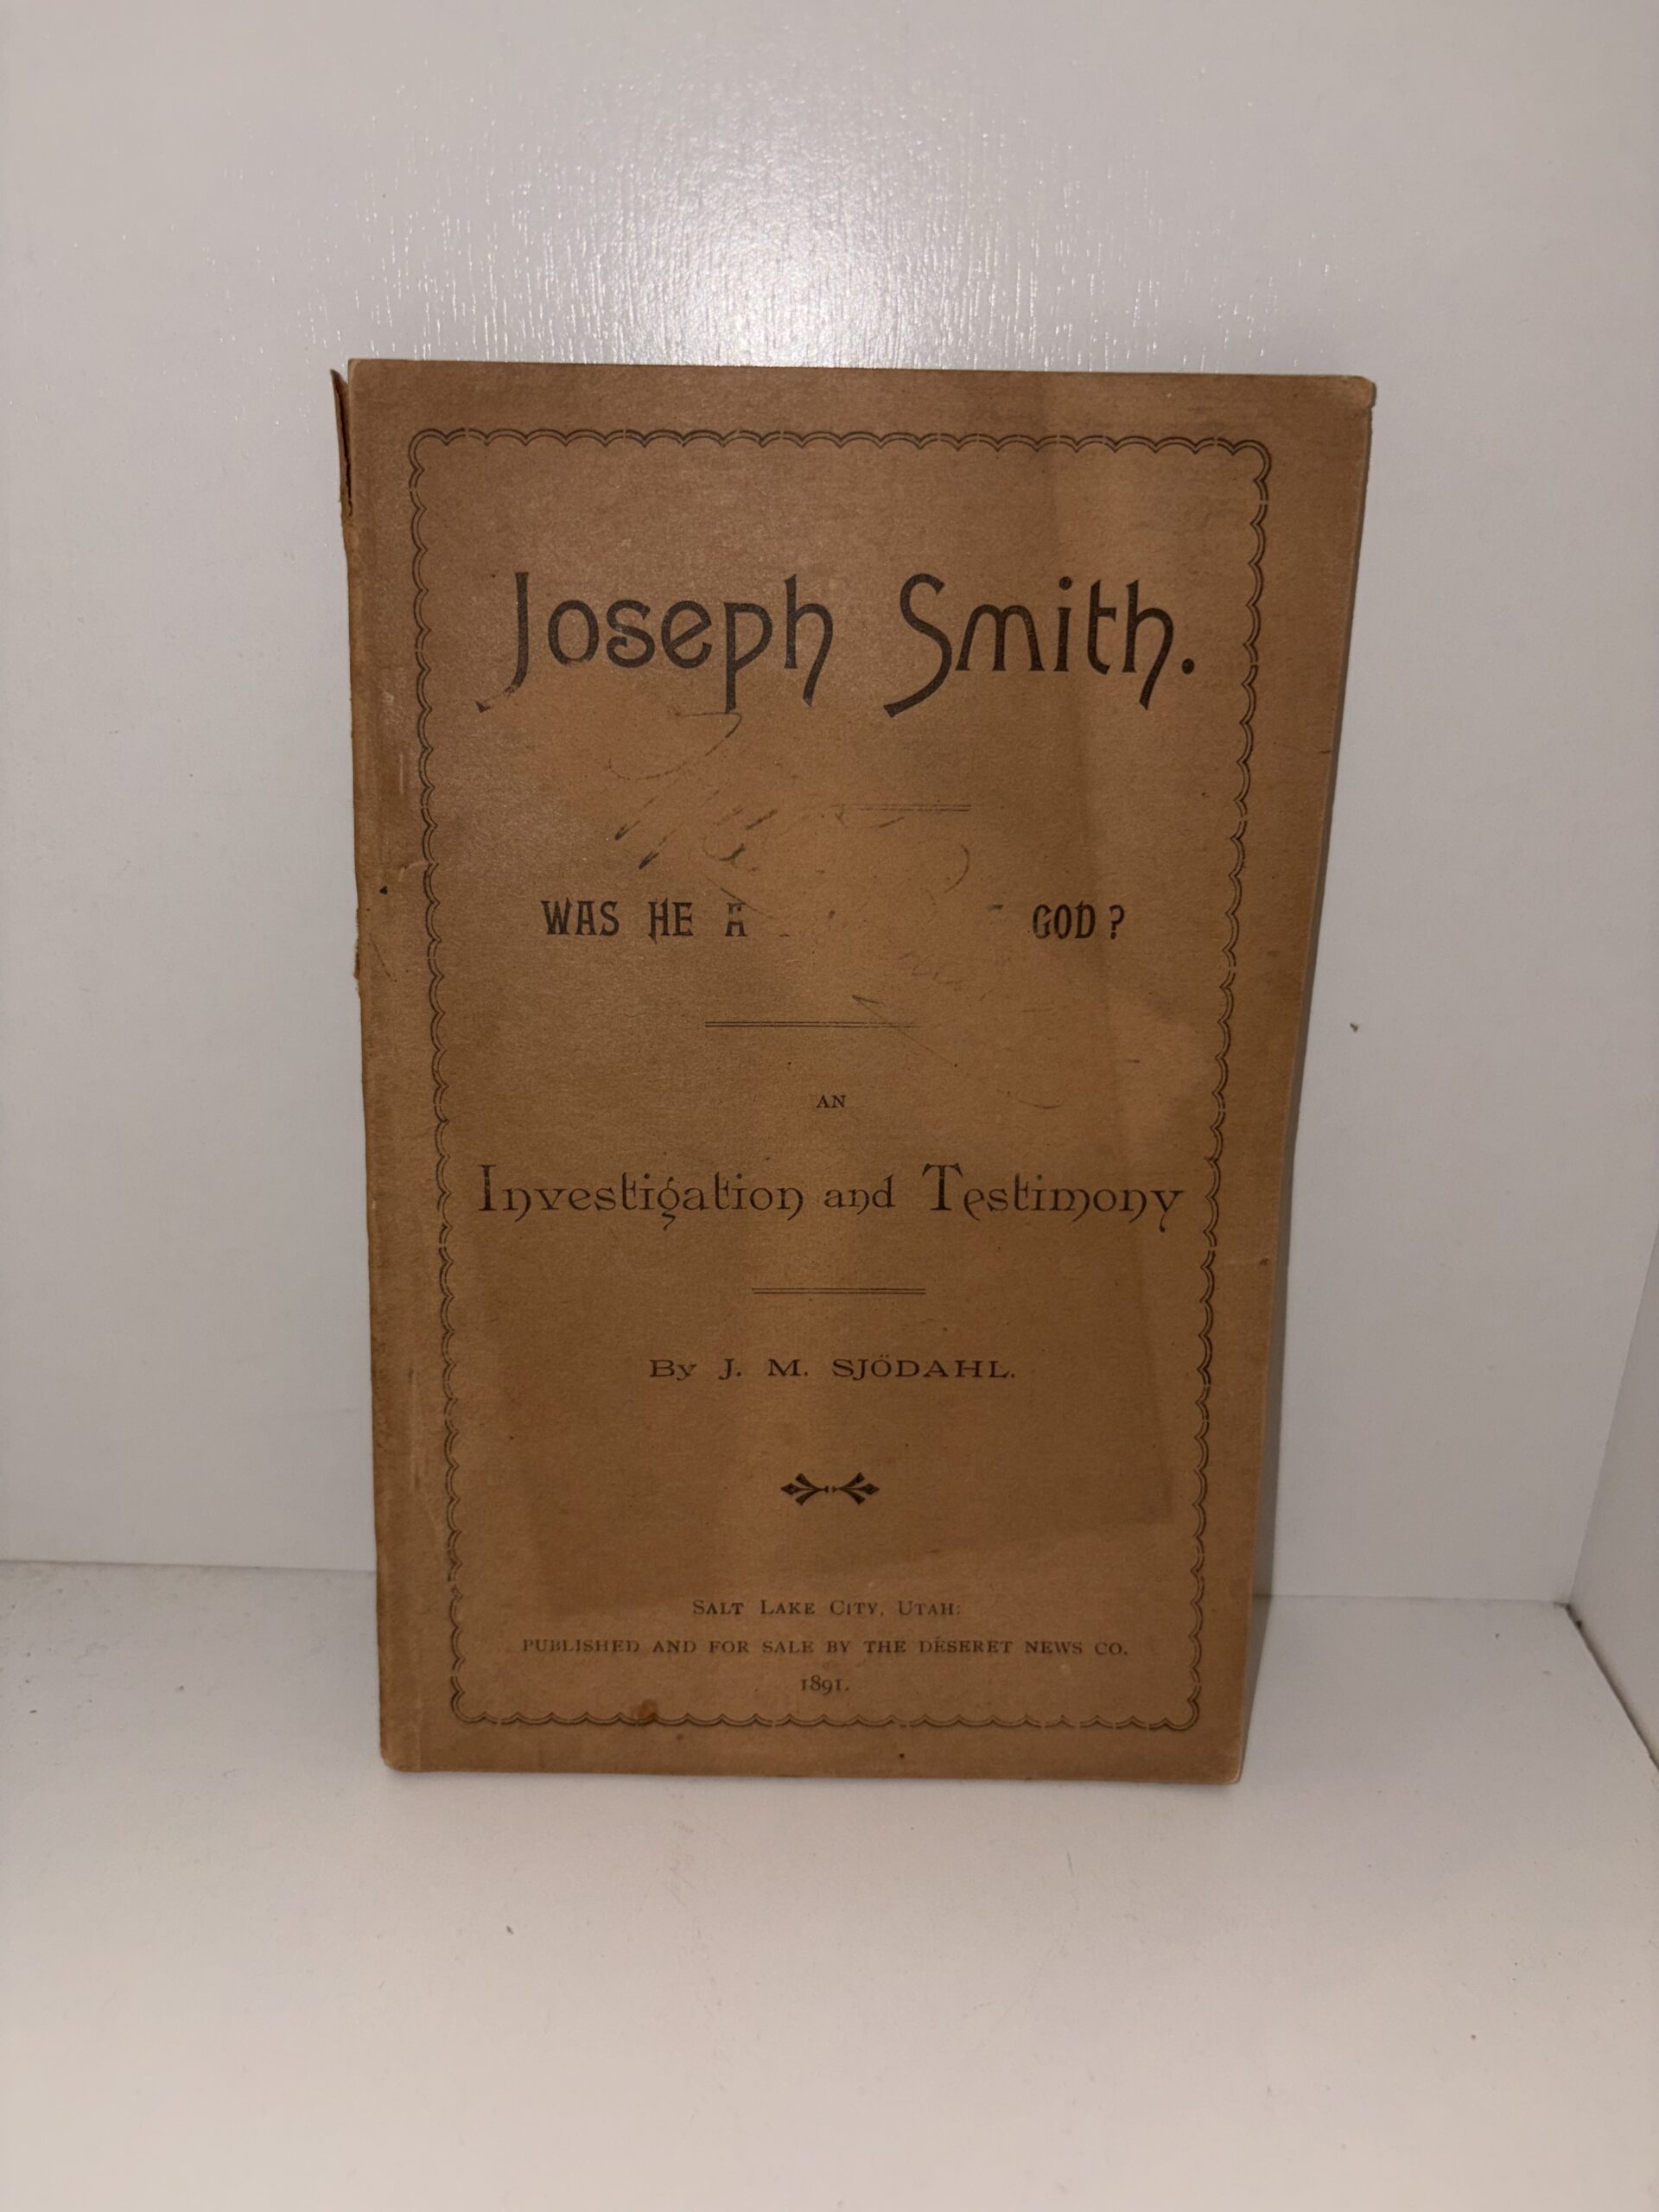 Joseph Smith.
WAS HE A GOD?
AN
Investigation and Testimony
By J. M. SJÖDAHL.
SALT LAKE CITY, UTAH:
PUBLISHED AND FOR SALE BY THE DESERET NEWS CO.
1891.